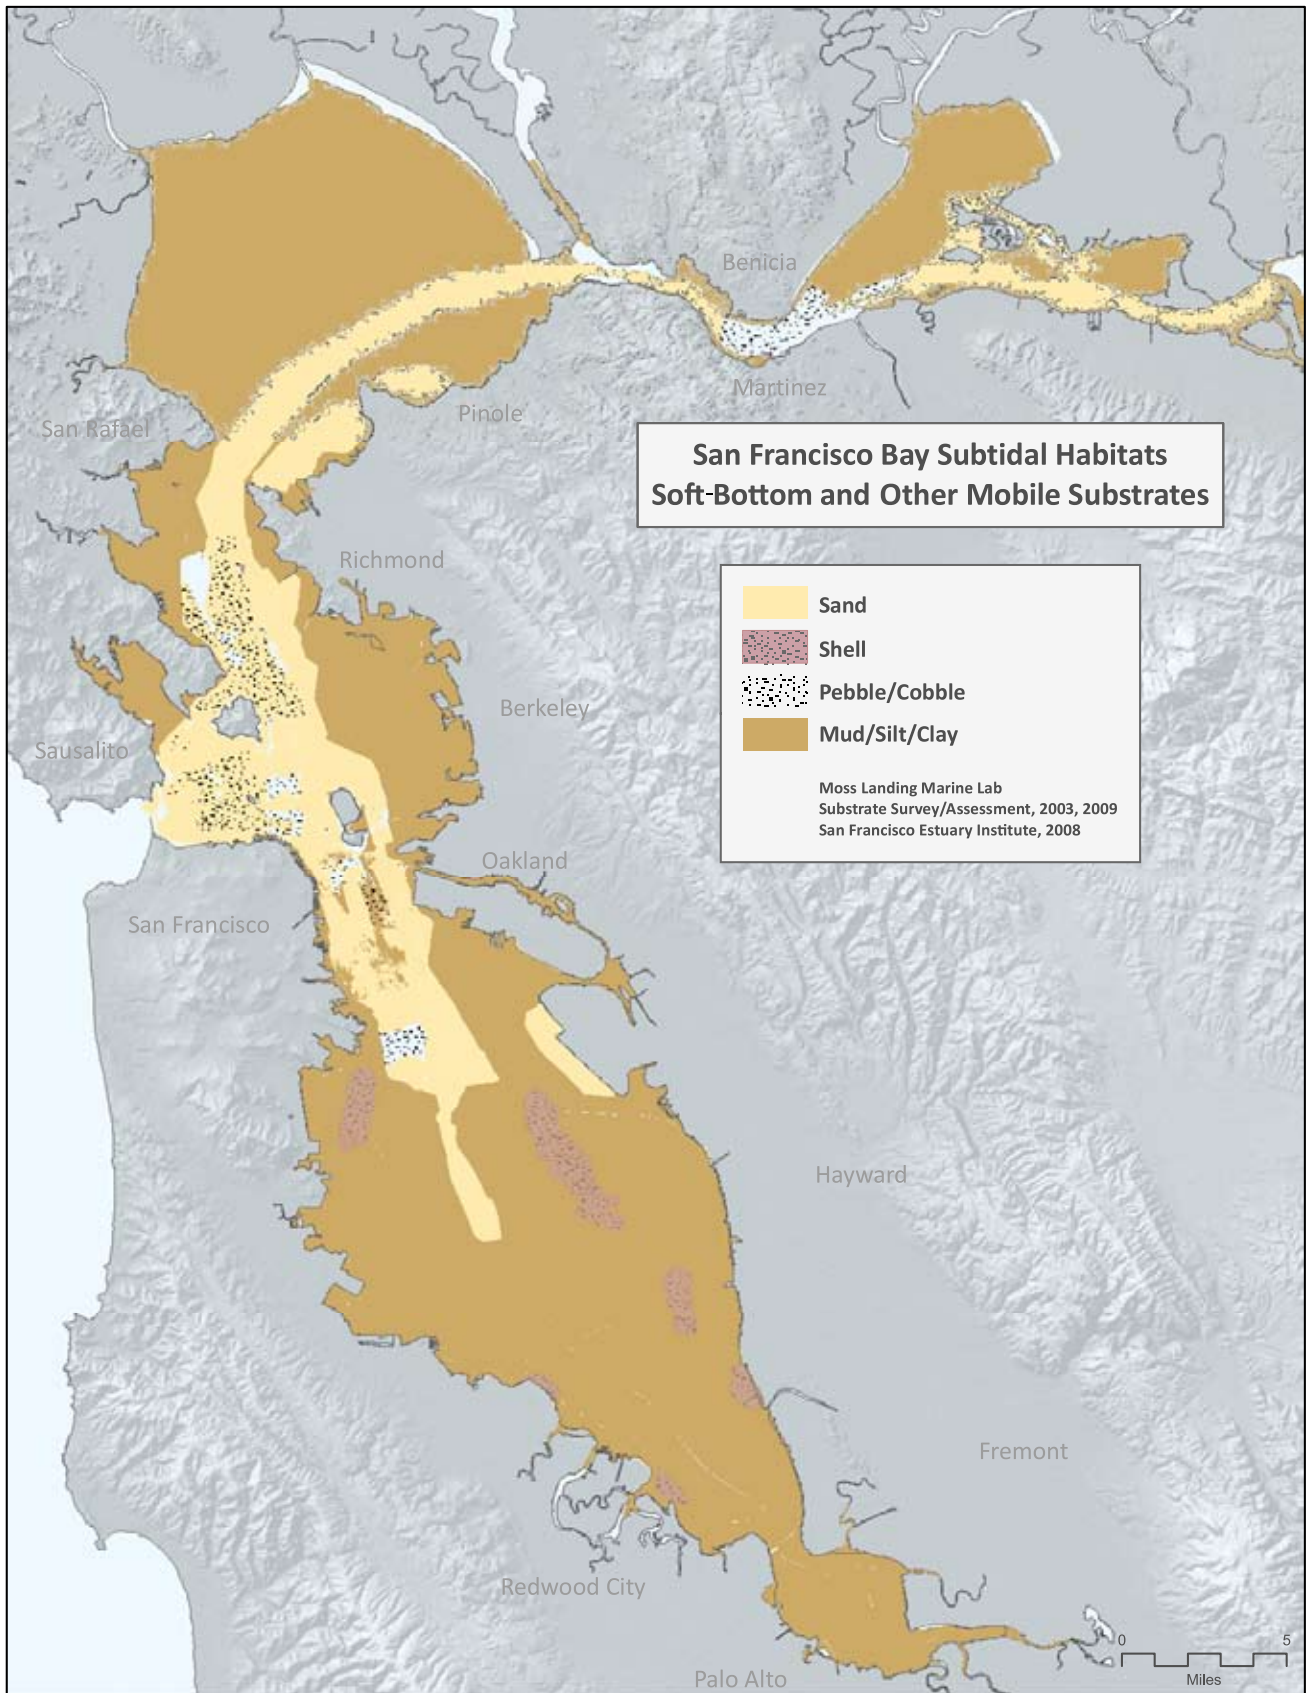 Benicia
Martinez
San Rafael
Pinole
San Francisco Bay Subtidal Habitats
Soft-Bottom and Other Mobile Substrates
Richmond
Sand
Shell
Pebble/Cobble
Mud/Silt/Clay
Moss Landing Marine Lab
Substrate Survey/Assessment, 2003, 2009
San Francisco Estuary Institute, 2008
Berkeley
Sausalito
Oakland
San Francisco
Hayward
Fremont
Redwood City
Palo Alto
0 5
Miles